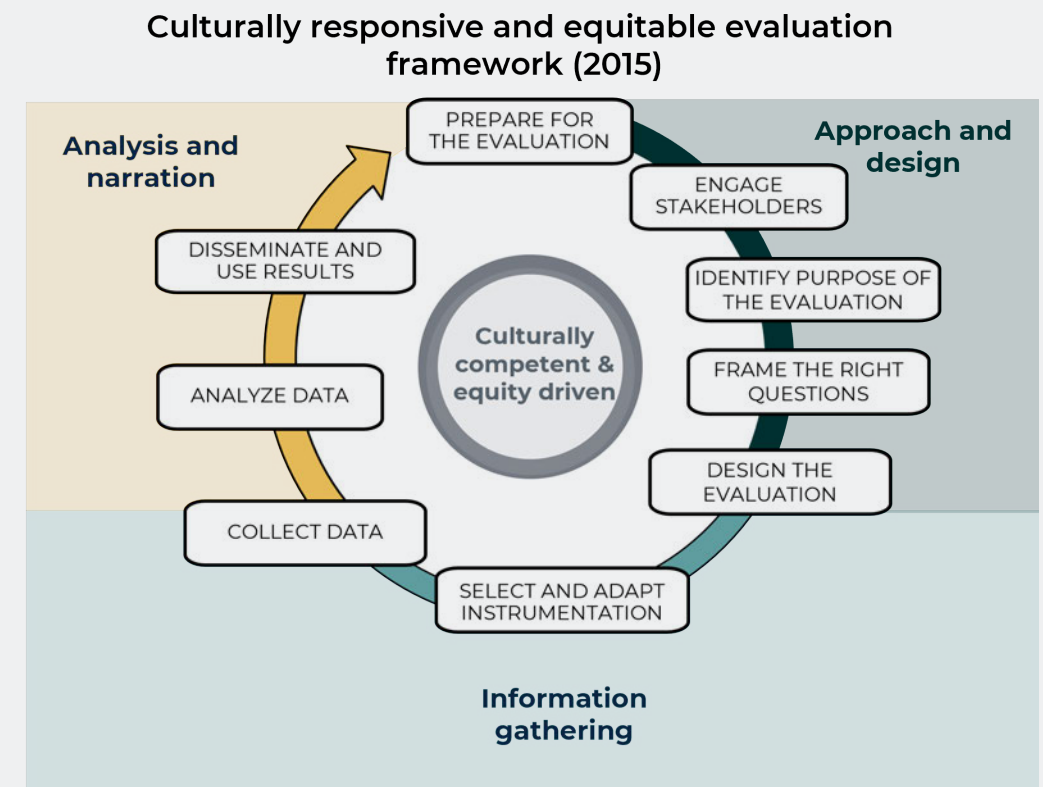 Culturally responsive and equitable evaluation
framework (2015)
PREPARE FOR
THE EVALUATION
Approach and
design
ENGAGE
STAKEHOLDERS
IDENTIFY PURPOSE OF
THE EVALUATION
FRAME THE RIGHT
QUESTIONS
DESIGN THE
EVALUATION
SELECT AND ADAPT
INSTRUMENTATION
Information
gathering
COLLECT DATA
ANALYZE DATA
DISSEMINATE AND
USE RESULTS
Analysis and
narration
Culturally
competent &
equity driven